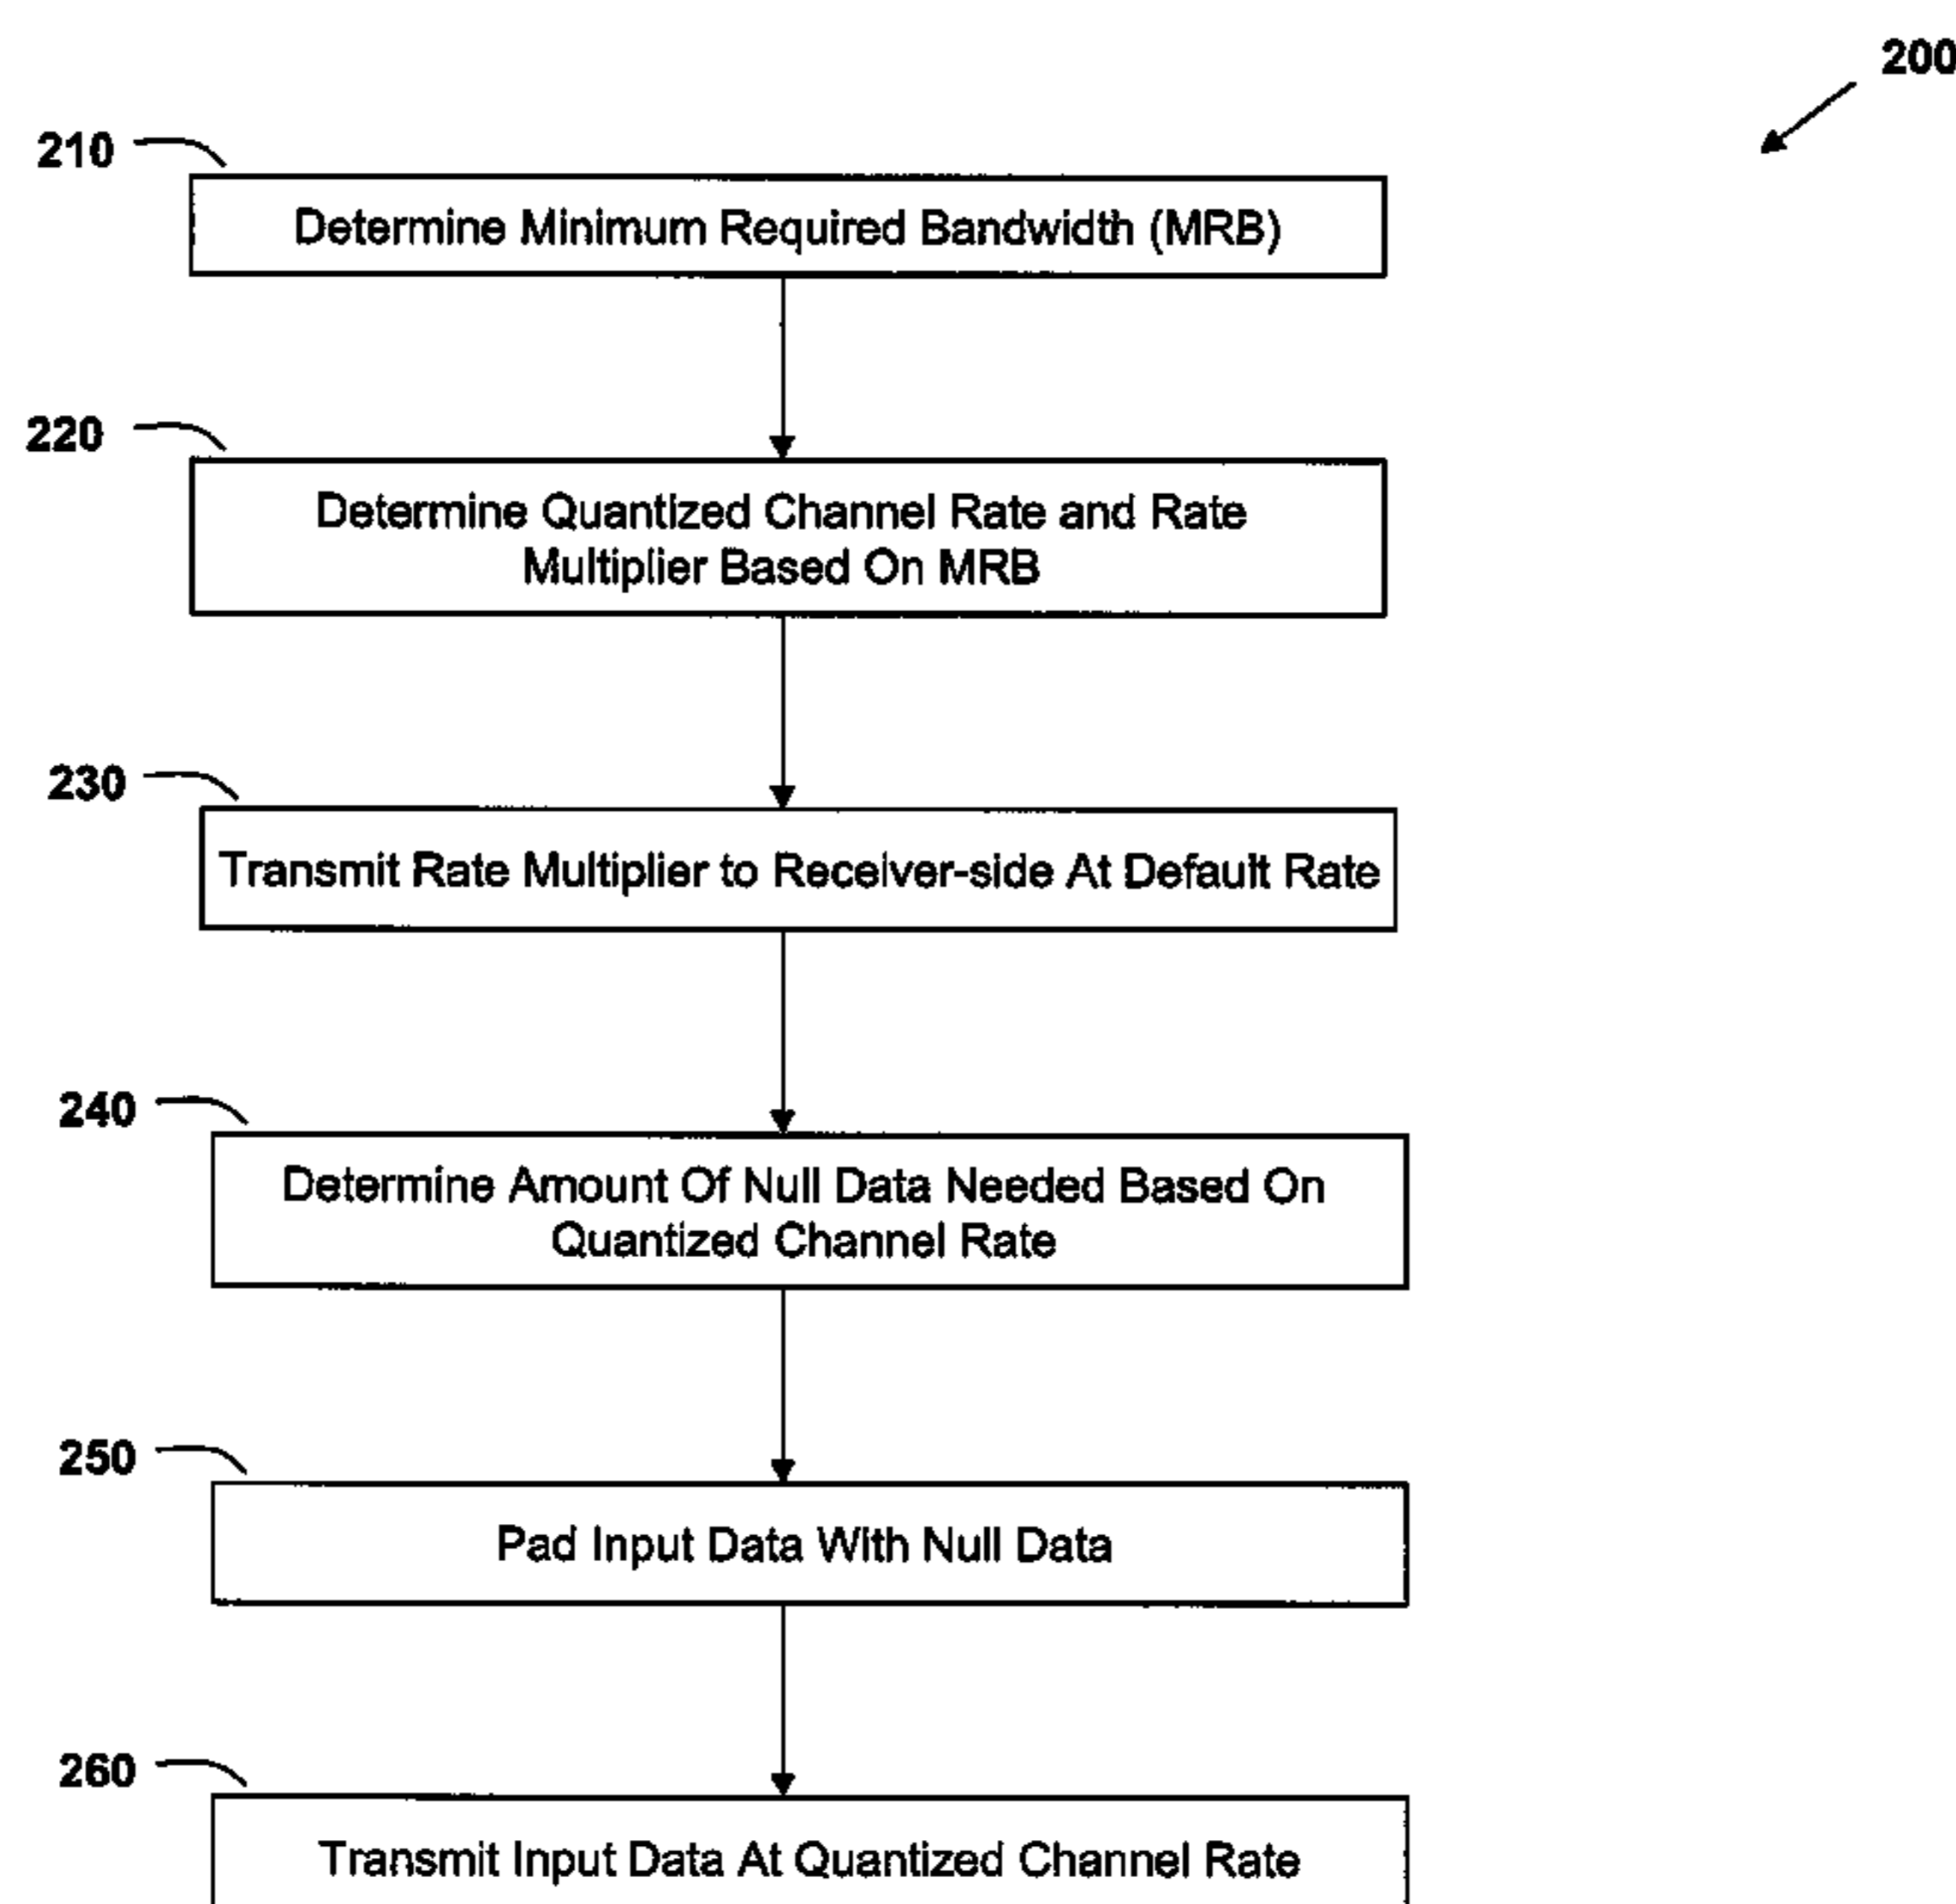 200
210
Determine Minimum Required Bandwidth (MRB)
220
Determine Quantized Channel Rate and Rate
Multiplier Based On MRB
230
Transmit Rate Multiplier to Receiver-side At Default Rate
240
Determine Amount Of Null Data Needed Based On
Quantized Channel Rate
250
Pad Input Data With Null Data
260
Transmit Input Data At Quantized Channel Rate